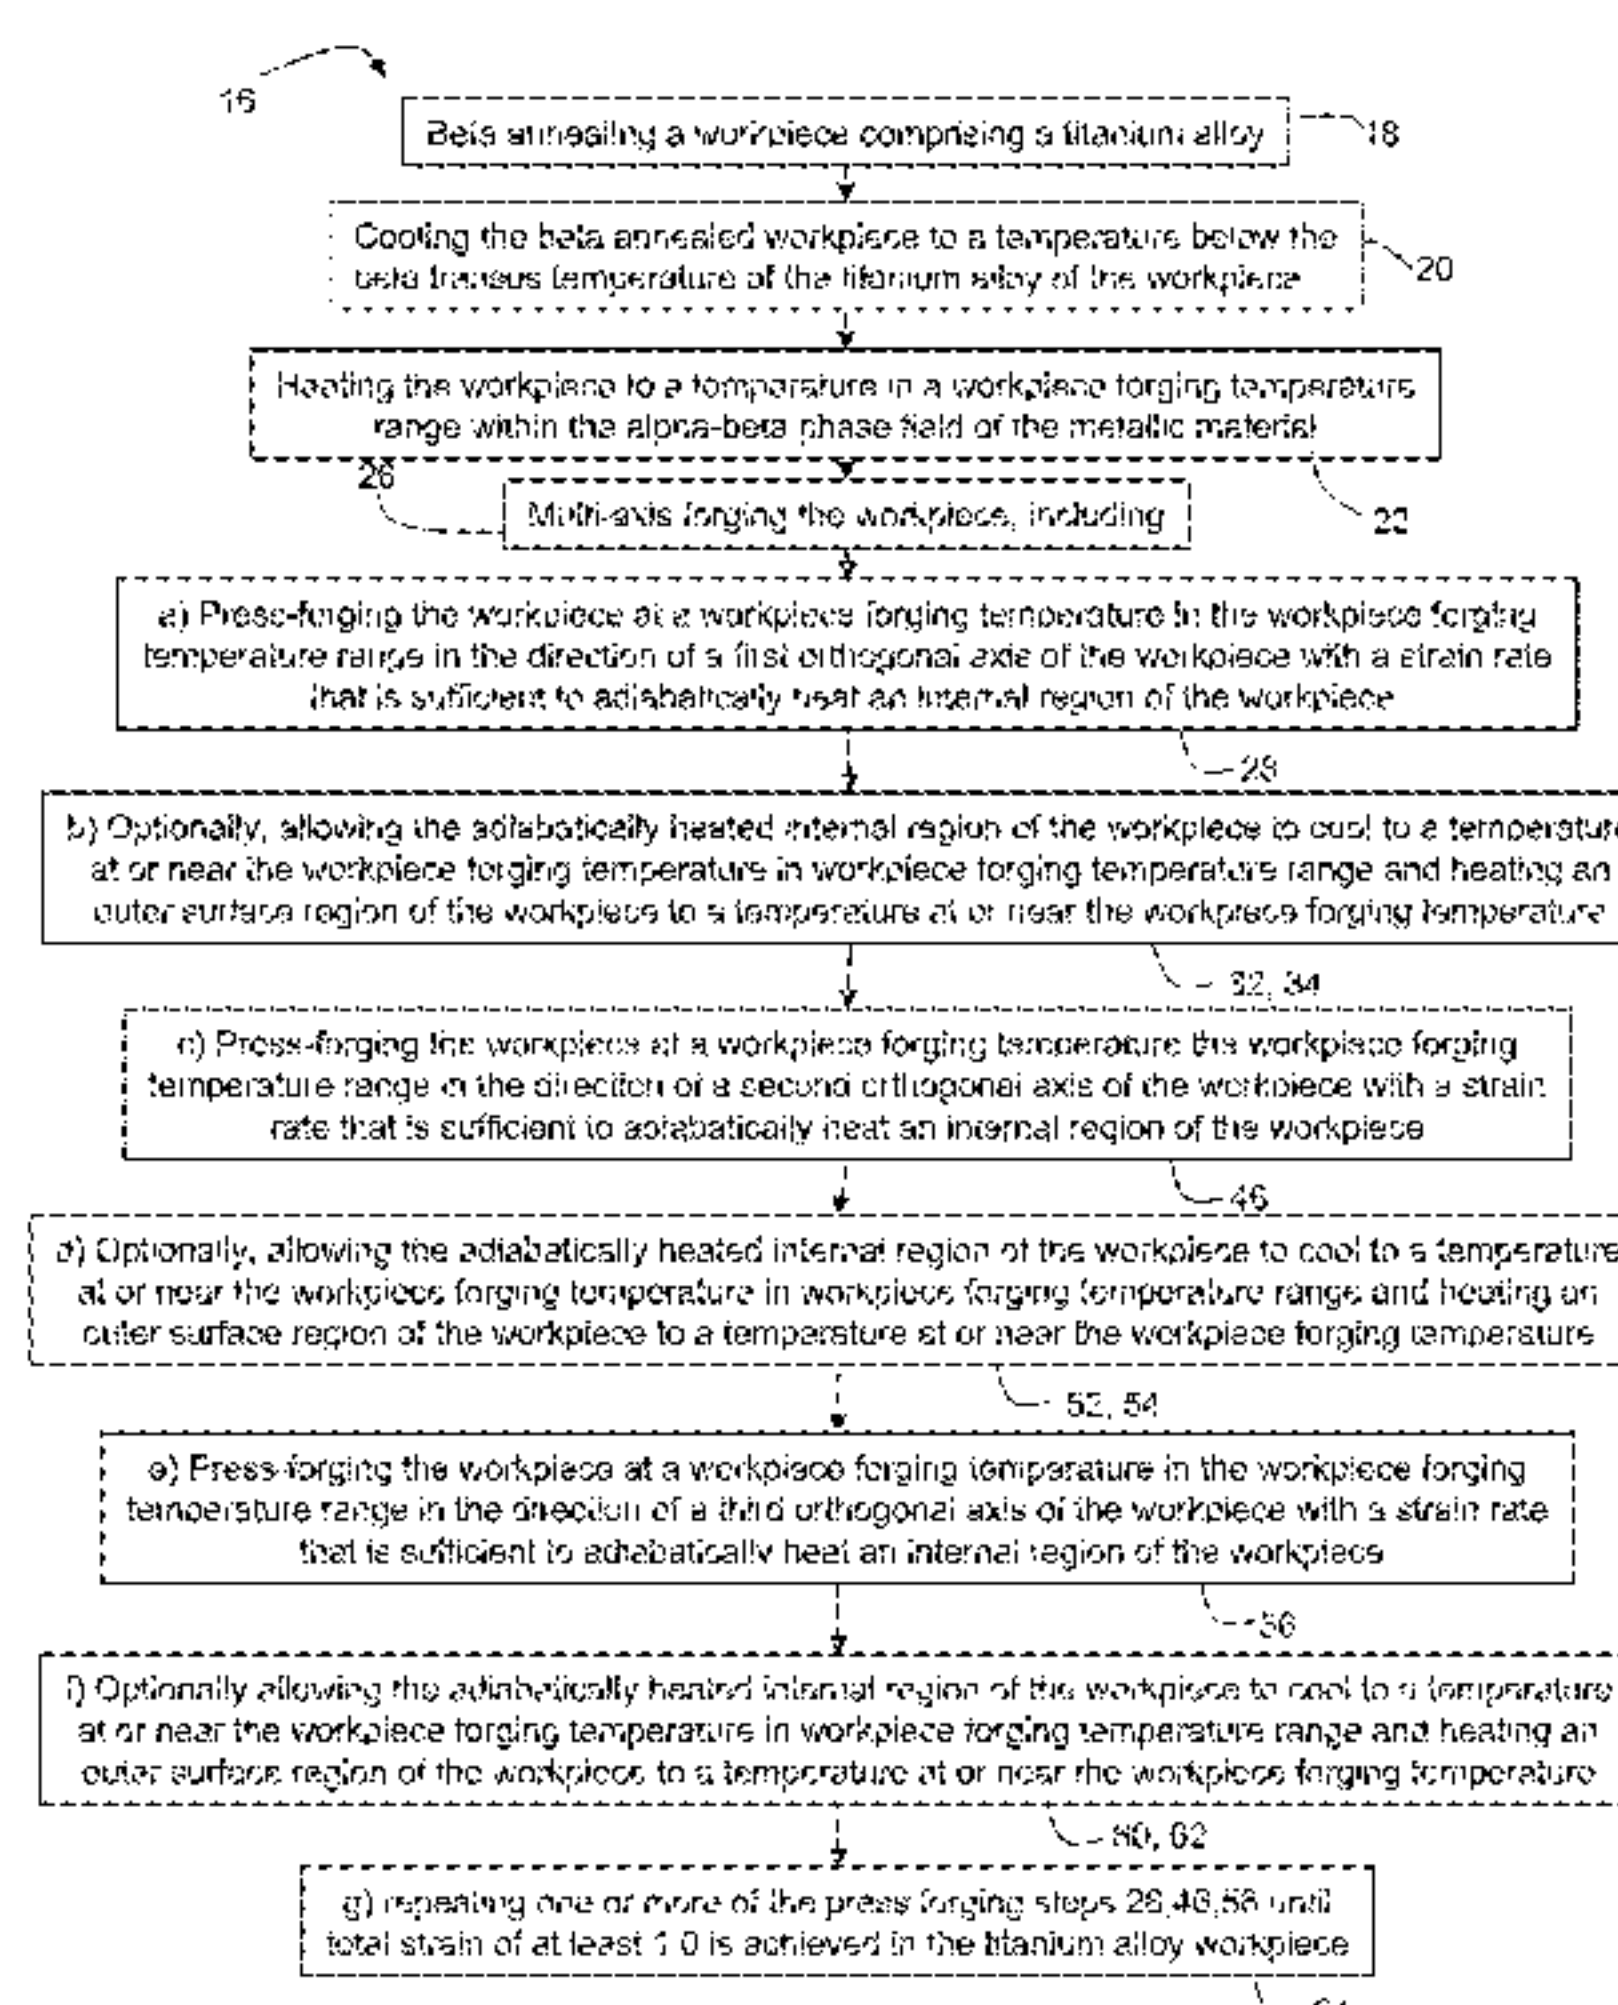 16
Beta annealing a workpiece comprising a titanium alloy
18
Cooling the beta annealed workpiece to a temperature below the
beta transus temperature of the titanium alloy of the workpiece
20
Heating the workpiece to a temperature in a workpiece forging temperature
range within the alpha-beta phase field of the metallic material
26
22
Multi-axis forging the workpiece, including
a) Press-forging the workpiece at a workpiece forging temperature in the workpiece forging
temperature range in the direction of a first orthogonal axis of the workpiece with a strain rate
that is sufficient to adiabatically heat an internal region of the workpiece
28
b) Optionally, allowing the adiabatically heated internal region of the workpiece to cool to a temperature
at or near the workpiece forging temperature in workpiece forging temperature range and heating an
outer surface region of the workpiece to a temperature at or near the workpiece forging temperature
32, 34
c) Press-forging the workpiece at a workpiece forging temperature the workpiece forging
temperature range in the direction of a second orthogonal axis of the workpiece with a strain
rate that is sufficient to adiabatically heat an internal region of the workpiece
46
d) Optionally, allowing the adiabatically heated internal region of the workpiece to cool to a temperature
at or near the workpiece forging temperature in workpiece forging temperature range and heating an
outer surface region of the workpiece to a temperature at or near the workpiece forging temperature
52, 54
e) Press-forging the workpiece at a workpiece forging temperature in the workpiece forging
temperature range in the direction of a third orthogonal axis of the workpiece with a strain rate
that is sufficient to adiabatically heat an internal region of the workpiece
56
f) Optionally allowing the adiabatically heated internal region of the workpiece to cool to a temperature
at or near the workpiece forging temperature in workpiece forging temperature range and heating an
outer surface region of the workpiece to a temperature at or near the workpiece forging temperature
60, 62
g) repeating one or more of the press forging steps 28,46,56 until
total strain of at least 1.0 is achieved in the titanium alloy workpiece